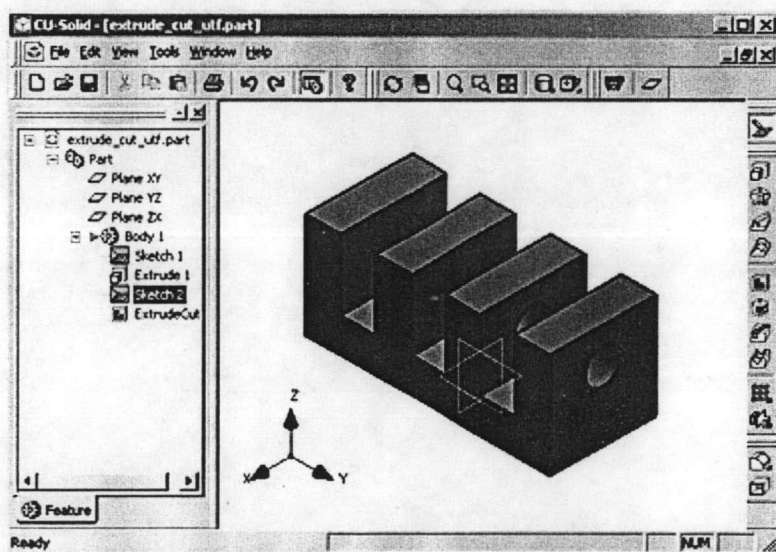 CU-Solid - [extrude_cut_utf.part]
File Edit View Tools Window Help
extrude_cut_utf.part
Part
Plane XY
Plane YZ
Plane ZX
Body 1
Sketch 1
Extrude 1
Sketch 2
ExtrudeCut
Z
X
Y
Feature
Ready
NUM